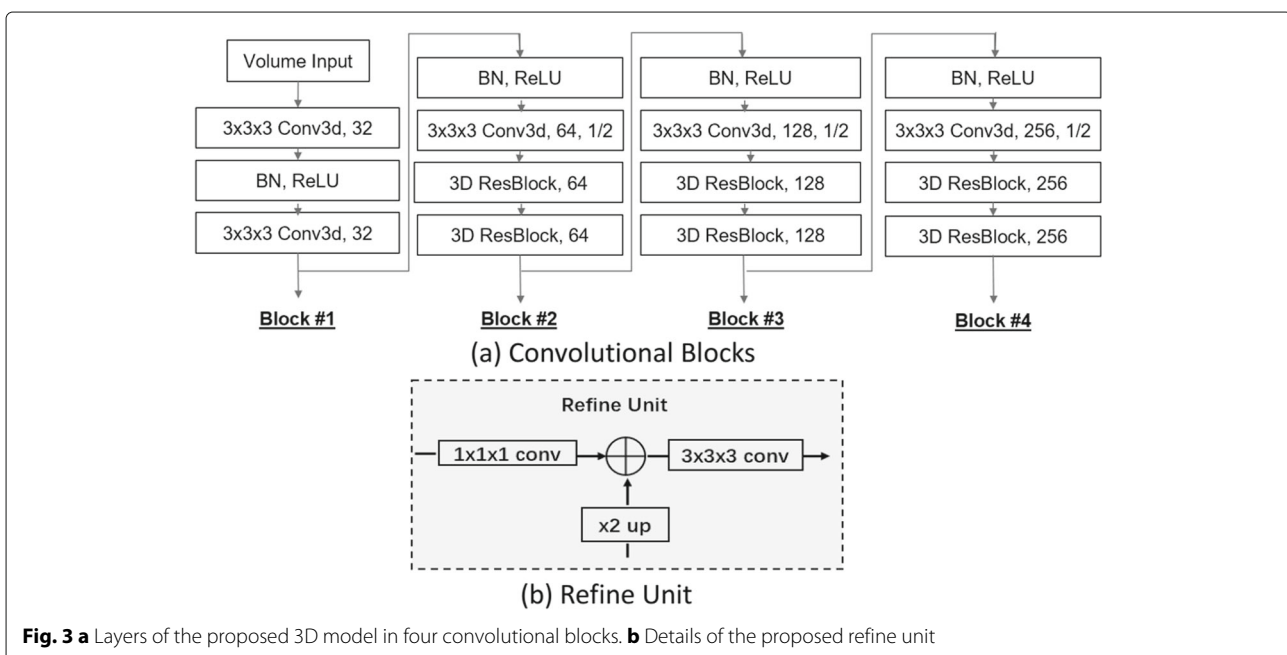 Volume Input
3x3x3 Conv3d, 32
BN, ReLU
3x3x3 Conv3d, 32
Block #1
BN, ReLU
3x3x3 Conv3d, 64, 1/2
3D ResBlock, 64
3D ResBlock, 64
Block #2
BN, ReLU
3x3x3 Conv3d, 128, 1/2
3D ResBlock, 128
3D ResBlock, 128
Block #3
BN, ReLU
3x3x3 Conv3d, 256, 1/2
3D ResBlock, 256
3D ResBlock, 256
Block #4
(a) Convolutional Blocks
Refine Unit
1x1x1 conv
3x3x3 conv
x2 up
(b) Refine Unit
Fig. 3 a Layers of the proposed 3D model in four convolutional blocks. b Details of the proposed refine unit